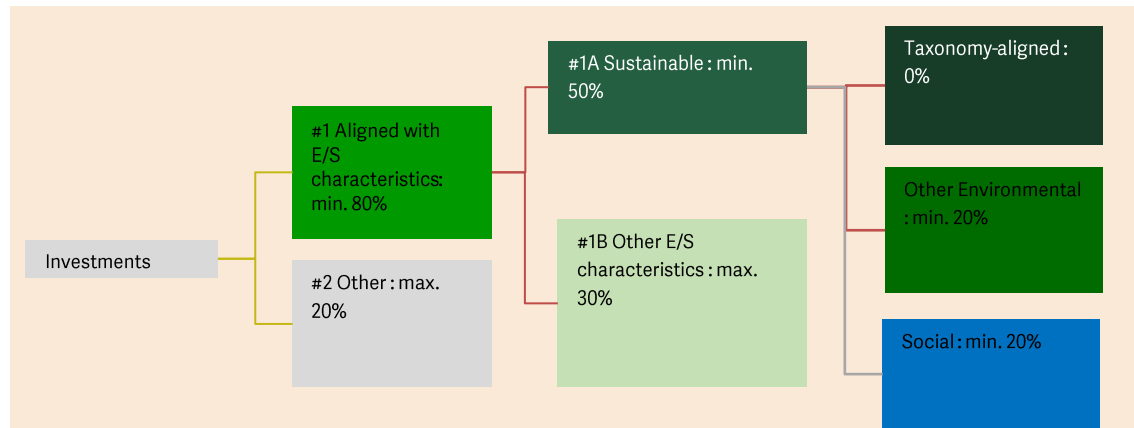 Investments
#1 Aligned with
E/S
characteristics:
min. 80%
#2 Other : max.
20%
#1A Sustainable : min.
50%
#1B Other E/S
characteristics : max.
30%
Taxonomy-aligned :
0%
Other Environmental
: min. 20%
Social : min. 20%